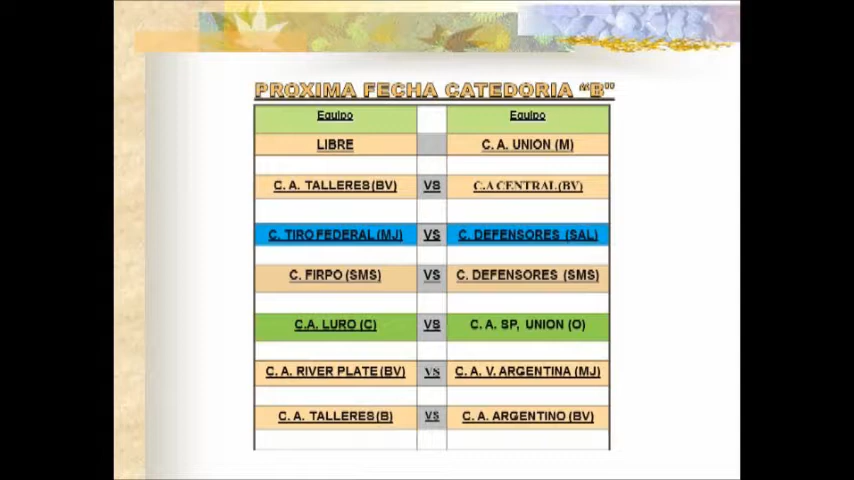 PROXIMA FECHA CATEDORIA “B”
Equipo Equipo
LIBRE C. A. UNION (M)
C. A. TALLERES (BV) VS C.A CENTRAL (BV)
C. TIRO FEDERAL (MJ) VS C. DEFENSORES (SAL)
C. FIRPO (SMS) VS C. DEFENSORES (SMS)
C.A. LURO (C) VS C. A. SP, UNION (O)
C. A. RIVER PLATE (BV) VS C. A. V. ARGENTINA (MJ)
C. A. TALLERES (B) VS C. A. ARGENTINO (BV)